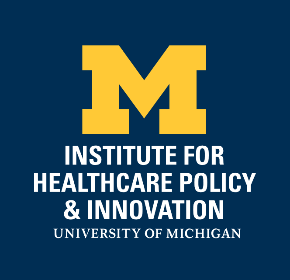 M
INSTITUTE FOR
HEALTHCARE POLICY
& INNOVATION
UNIVERSITY OF MICHIGAN